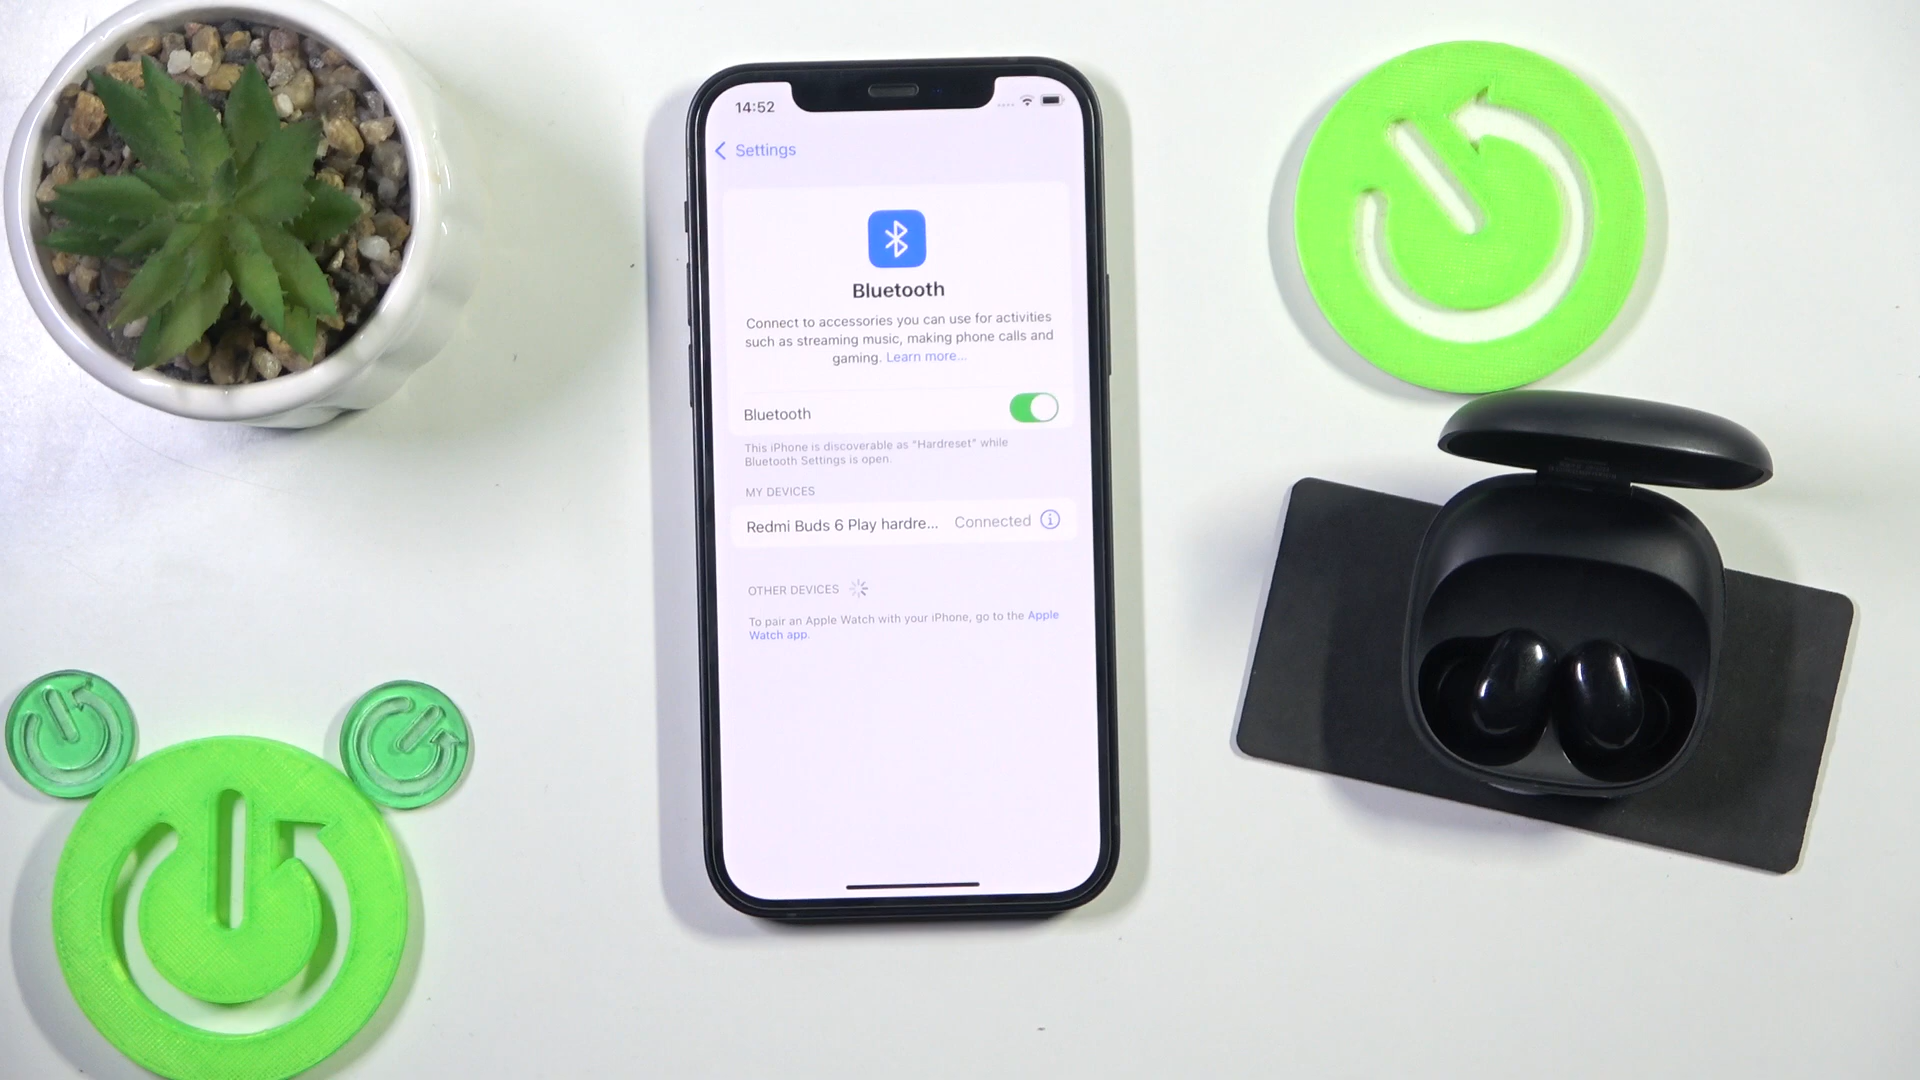 14:52
Settings
Bluetooth
Connect to accessories you can use for activities
such as streaming music, making phone calls and
gaming. Learn more...
Bluetooth
This iPhone is discoverable as “Hardreset” while
Bluetooth Settings is open.
MY DEVICES
Redmi Buds 6 Play hardre... Connected
OTHER DEVICES
To pair an Apple Watch with your iPhone, go to the Apple
Watch app.